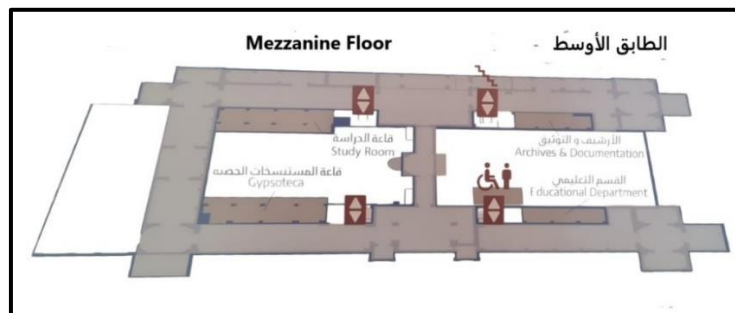 Mezzanine Floor
الطابق الأوسط
قاعة الدراسة
Study Room
الأرشيف و التوثيق
Archives & Documentation
قاعة المستنسخات الجصية
Gypsoteca
القسم التعليمي
Educational Department